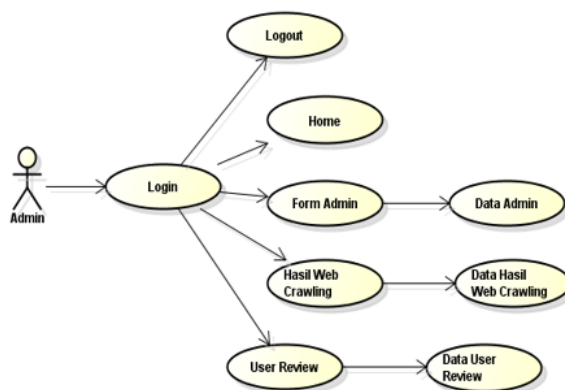 Logout
Home
Admin
Login
Form Admin
Data Admin
Hasil Web
Crawling
Data Hasil
Web Crawling
User Review
Data User
Review